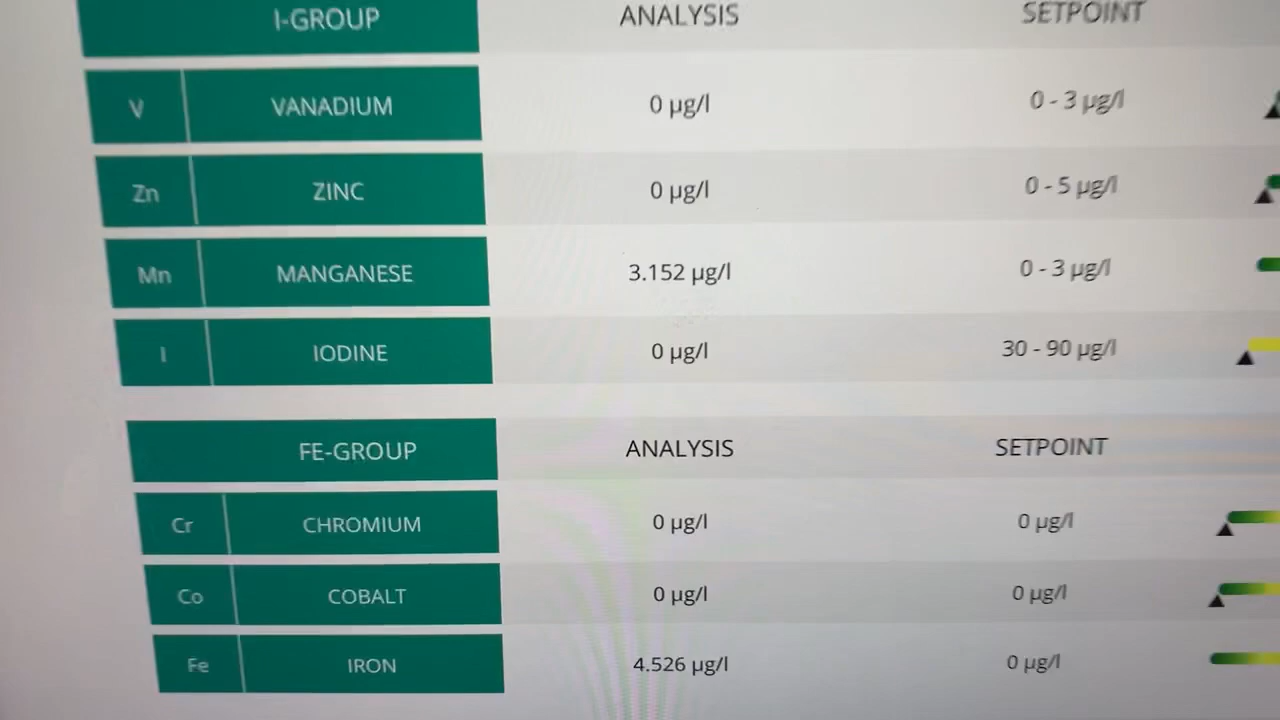 I-GROUP ANALYSIS SETPOINT
V VANADIUM 0 µg/l 0 - 3 µg/l
Zn ZINC 0 µg/l 0 - 5 µg/l
Mn MANGANESE 3.152 µg/l 0 - 3 µg/l
I IODINE 0 µg/l 30 - 90 µg/l
FE-GROUP ANALYSIS SETPOINT
Cr CHROMIUM 0 µg/l 0 µg/l
Co COBALT 0 µg/l 0 µg/l
Fe IRON 4.526 µg/l 0 µg/l